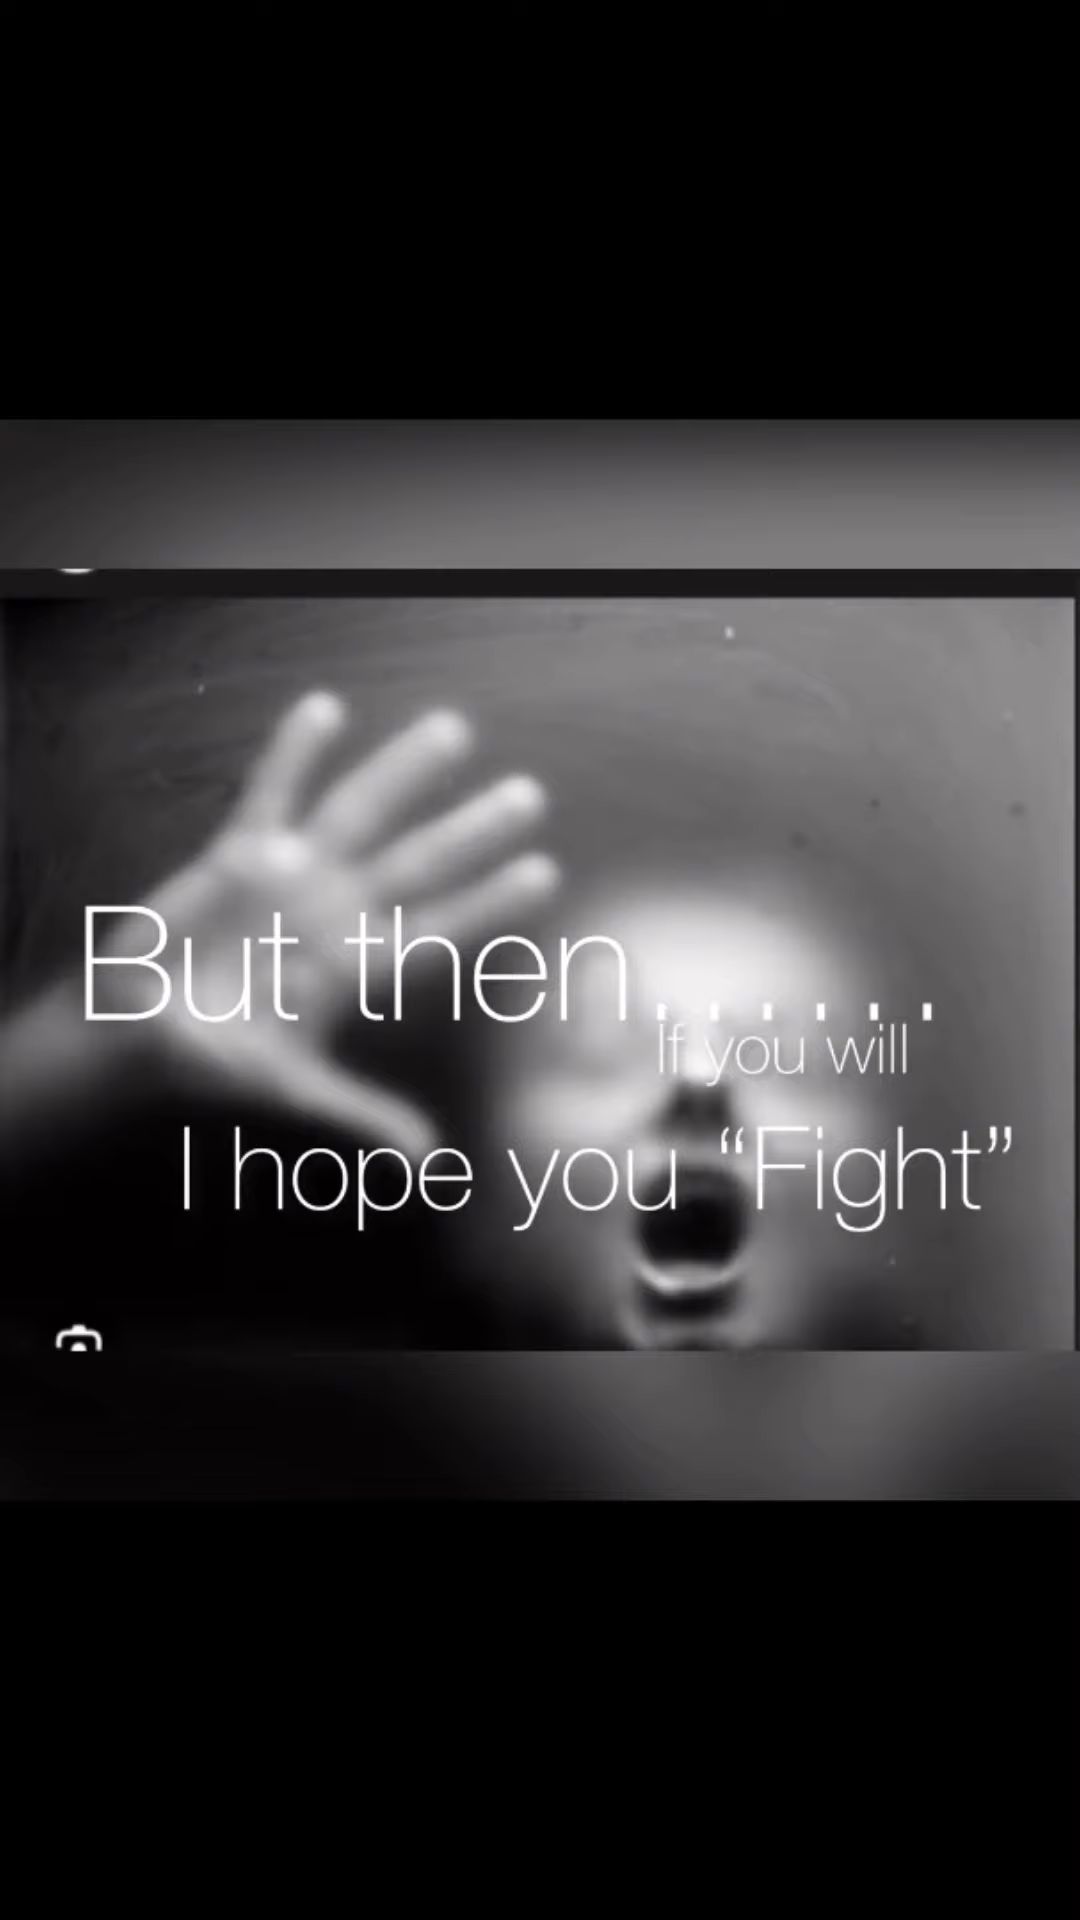 But then......
If you will
I hope you “Fight”